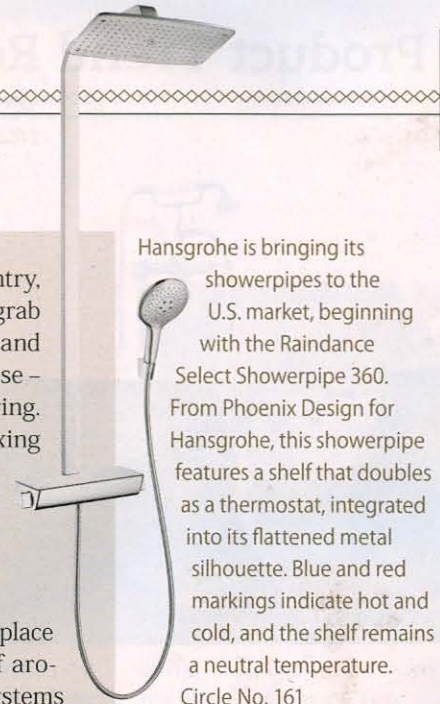 Product
ntry,
grab
and
se –
ring.
xing
place
f aro-
ystems
Hansgrohe is bringing its
showerpipes to the
U.S. market, beginning
with the Raindance
Select Showerpipe 360.
From Phoenix Design for
Hansgrohe, this showerpipe
features a shelf that doubles
as a thermostat, integrated
into its flattened metal
silhouette. Blue and red
markings indicate hot and
cold, and the shelf remains
a neutral temperature.
Circle No. 161